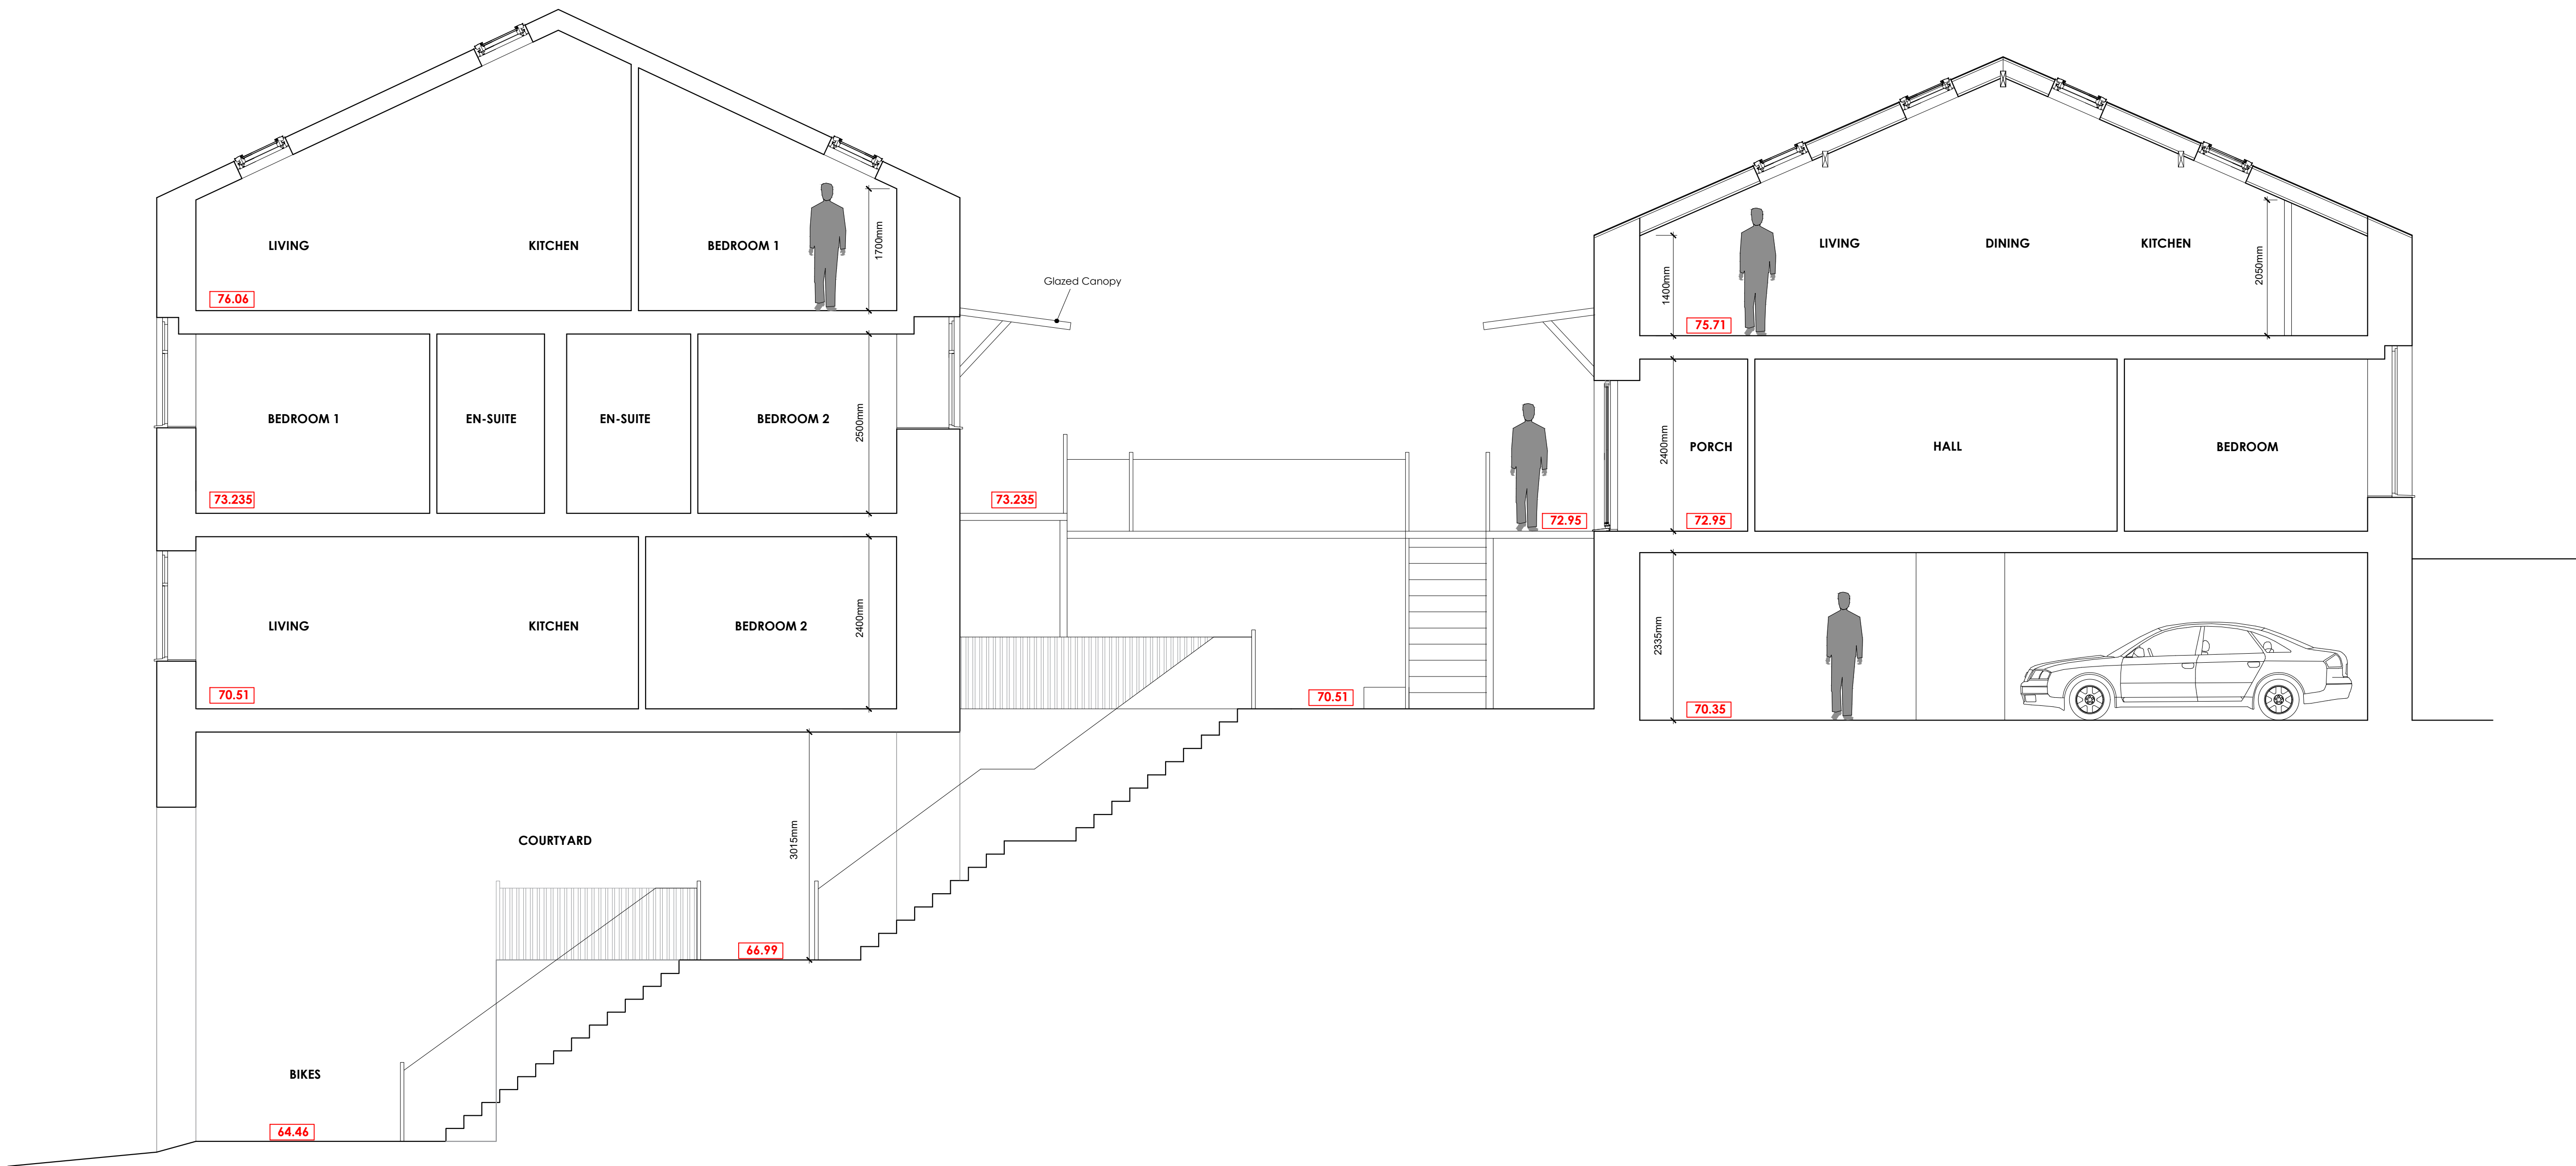 LIVING
KITCHEN
BEDROOM 1
1700mm
76.06
Glazed Canopy
BEDROOM 1
EN-SUITE
EN-SUITE
BEDROOM 2
2500mm
73.235
73.235
LIVING
KITCHEN
BEDROOM 2
2400mm
70.51
70.51
COURTYARD
3015mm
66.99
BIKES
64.46
LIVING
DINING
KITCHEN
1400mm
2050mm
75.71
PORCH
HALL
BEDROOM
2400mm
72.95
72.95
2335mm
70.35